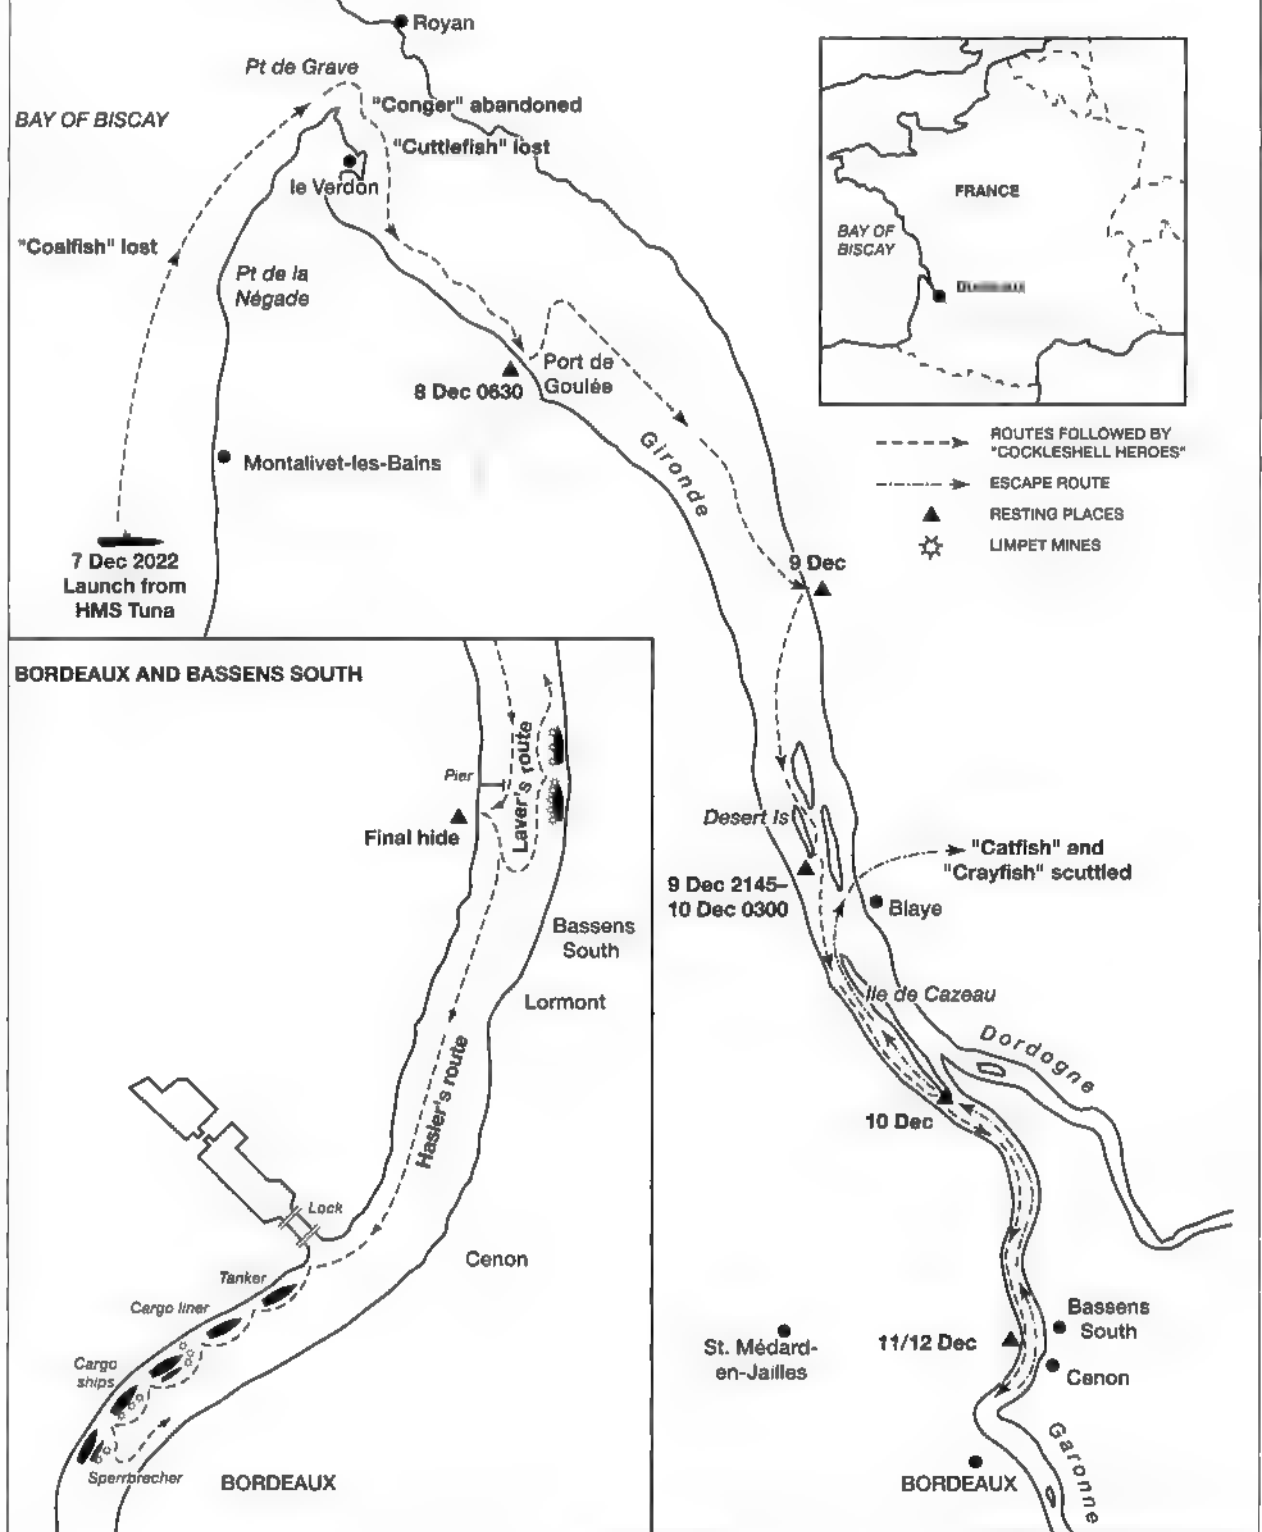 Royan
Pt de Grave
"Conger" abandoned
BAY OF BISCAY
"Cuttlefish" lost
le Verdon
"Coalfish" lost
Pt de la
Négade
Port de
Goulée
8 Dec 0630
Gironde
Montalivet-les-Bains
7 Dec 2022
Launch from
HMS Tuna
9 Dec
FRANCE
BAY OF
BISCAY
ROUTES FOLLOWED BY
"COCKLESHELL HEROES"
ESCAPE ROUTE
RESTING PLACES
LIMPET MINES
Desert Is
"Catfish" and
"Crayfish" scuttled
9 Dec 2145–
10 Dec 0300
Blaye
Ile de Cazeau
Dordogne
10 Dec
Bassens
South
11/12 Dec
St. Médard-
en-Jailles
Cenon
Garonne
BORDEAUX
BORDEAUX AND BASSENS SOUTH
Laver's route
Pier
Final hide
Bassens
South
Lormont
Hasler's route
Lock
Cenon
Tanker
Cargo liner
Cargo
ships
Sperrbrecher
BORDEAUX